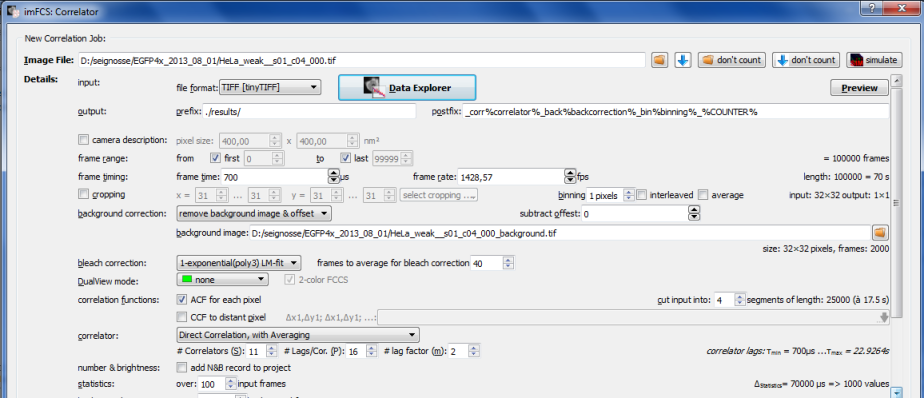 imFCS: Correlator
New Correlation Job:
Image File: D:/seignosse/EGFP4x_2013_08_01/HeLa_weak__s01_c04_000.tif don't count don't count simulate
Details: input: file format: TIFF [tinyTIFF] Data Explorer Preview
output: prefix: ./results/ postfix: _corr%correlator%_back%backcorrection%_bin%binning%_%COUNTER%
camera description: pixel size: 400,00 x 400,00 nm²
frame range: from first 0 to last 99999 = 100000 frames
frame timing: frame time: 700 µs frame rate: 1428,57 fps length: 100000 = 70 s
cropping x = 31 ... 31 y = 31 ... 31 select cropping ... binning 1 pixels interleaved average input: 32×32 output: 1×1
background correction: remove background image & offset subtract offest: 0
background image: D:/seignosse/EGFP4x_2013_08_01/HeLa_weak__s01_c04_000_background.tif
size: 32×32 pixels, frames: 2000
bleach correction: 1-exponential(poly3) LM-fit frames to average for bleach correction 40
DualView mode: none 2-color FCCS
correlation functions: ACF for each pixel cut input into: 4 segments of length: 25000 (à 17.5 s)
CCF to distant pixel Δx1,Δy1; Δx1,Δy1; ...:
correlator: Direct Correlation, with Averaging
# Correlators (S): 11 # Lags/Cor. (P): 16 # lag factor (m): 2 correlator lags: τmin = 700µs ...τmax = 22.9264s
number & brightness: add N&B record to project
statistics: over: 100 input frames ΔStatistics= 70000 µs => 1000 values